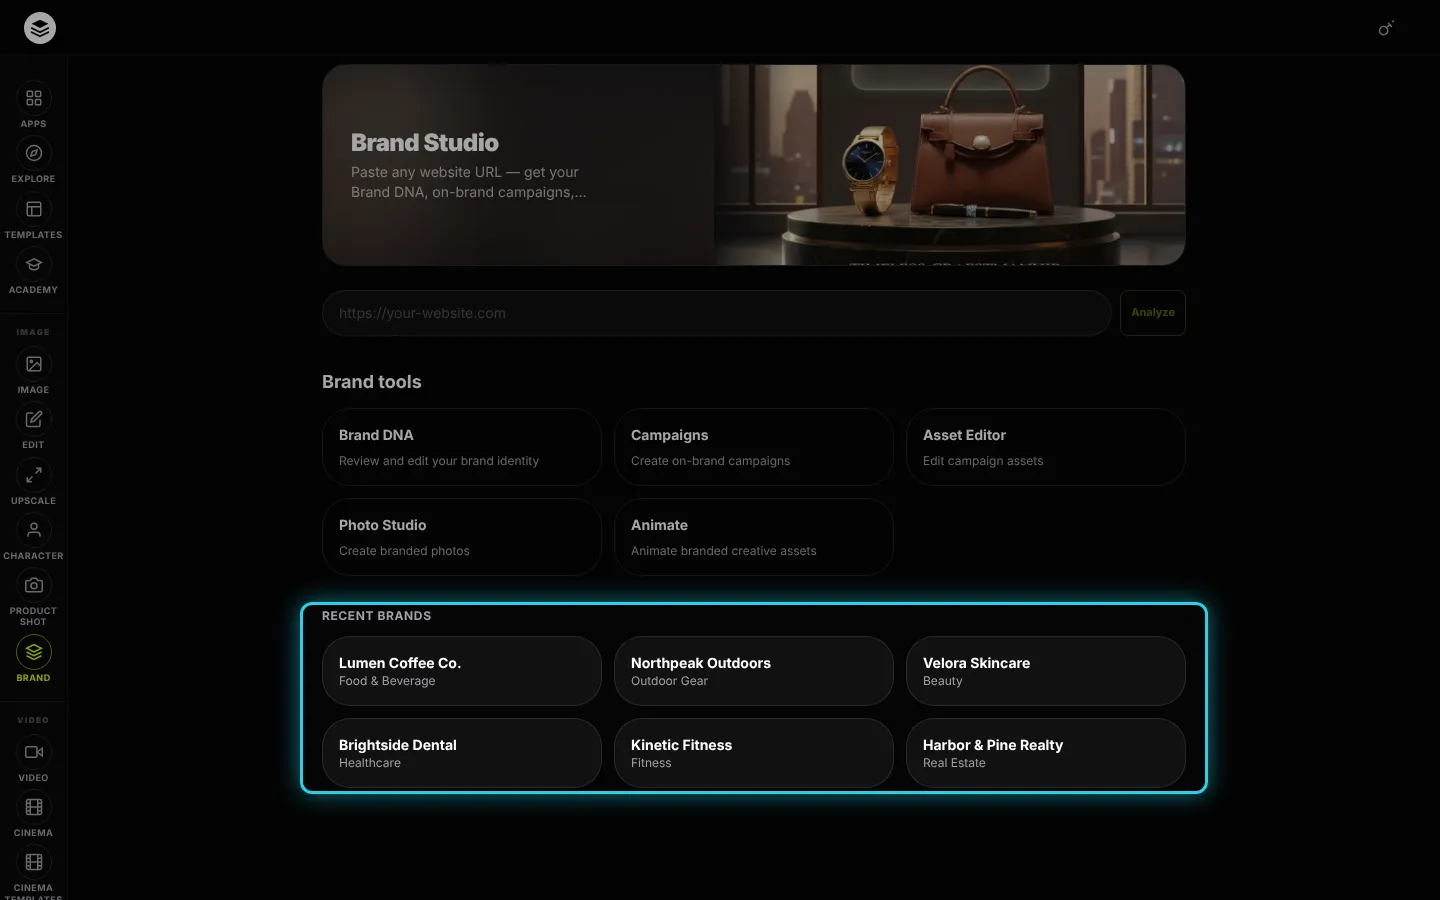 Brand Studio
Paste any website URL — get your
Brand DNA, on-brand campaigns,...
https://your-website.com
Analyze
Brand tools
Brand DNA
Review and edit your brand identity
Campaigns
Create on-brand campaigns
Asset Editor
Edit campaign assets
Photo Studio
Create branded photos
Animate
Animate branded creative assets
RECENT BRANDS
Lumen Coffee Co.
Food & Beverage
Northpeak Outdoors
Outdoor Gear
Velora Skincare
Beauty
Brightside Dental
Healthcare
Kinetic Fitness
Fitness
Harbor & Pine Realty
Real Estate
APPS
EXPLORE
TEMPLATES
ACADEMY
IMAGE
IMAGE
EDIT
UPSCALE
CHARACTER
PRODUCT
SHOT
BRAND
VIDEO
VIDEO
CINEMA
CINEMA
TEMPLATES